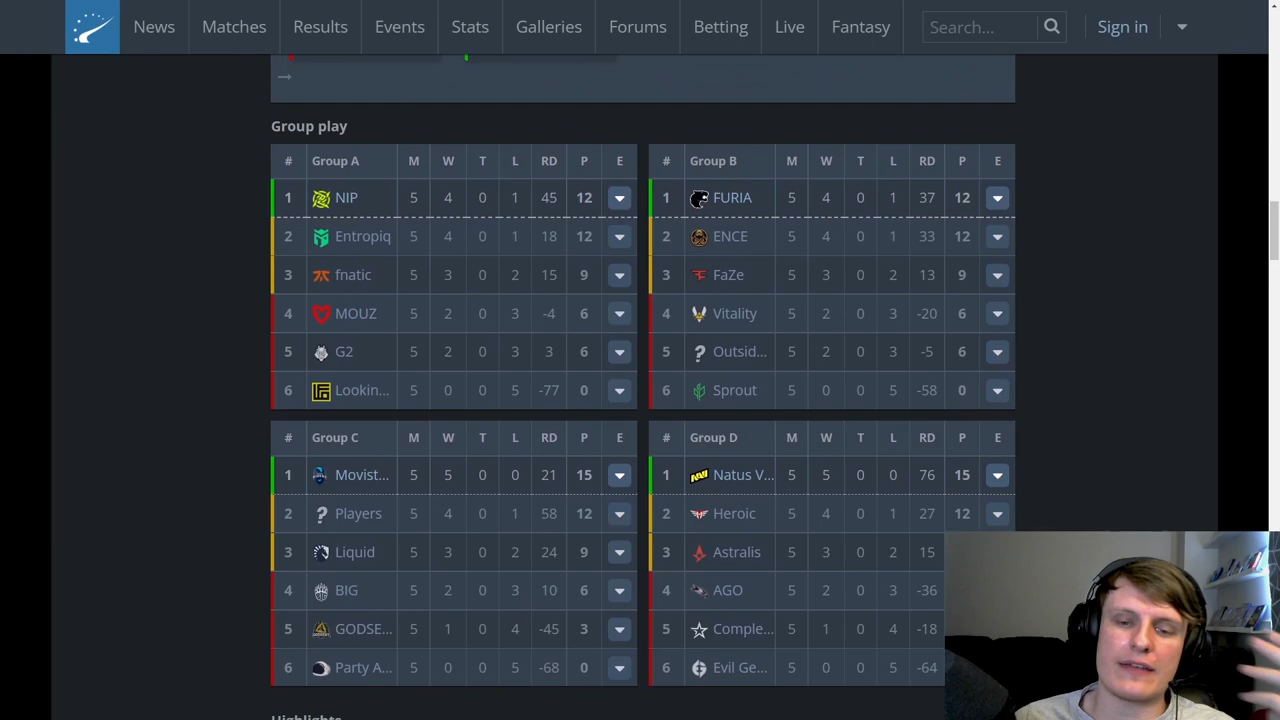 News Matches Results Events Stats Galleries Forums Betting Live Fantasy Search... Sign in
Group play
# Group A M W T L RD P E
1 NIP 5 4 0 1 45 12
2 Entropiq 5 4 0 1 18 12
3 fnatic 5 3 0 2 15 9
4 MOUZ 5 2 0 3 -4 6
5 G2 5 2 0 3 3 6
6 Lookin... 5 0 0 5 -77 0
# Group B M W T L RD P E
1 FURIA 5 4 0 1 37 12
2 ENCE 5 4 0 1 33 12
3 FaZe 5 3 0 2 13 9
4 Vitality 5 2 0 3 -20 6
5 Outsid... 5 2 0 3 -5 6
6 Sprout 5 0 0 5 -58 0
# Group C M W T L RD P E
1 Movist... 5 5 0 0 21 15
2 Players 5 4 0 1 58 12
3 Liquid 5 3 0 2 24 9
4 BIG 5 2 0 3 10 6
5 GODSE... 5 1 0 4 -45 3
6 Party A... 5 0 0 5 -68 0
# Group D M W T L RD P E
1 Natus V... 5 5 0 0 76 15
2 Heroic 5 4 0 1 27 12
3 Astralis 5 3 0 2 15
4 AGO 5 2 0 3 -36
5 Comple... 5 1 0 4 -18
6 Evil Ge... 5 0 0 5 -64
Highlights